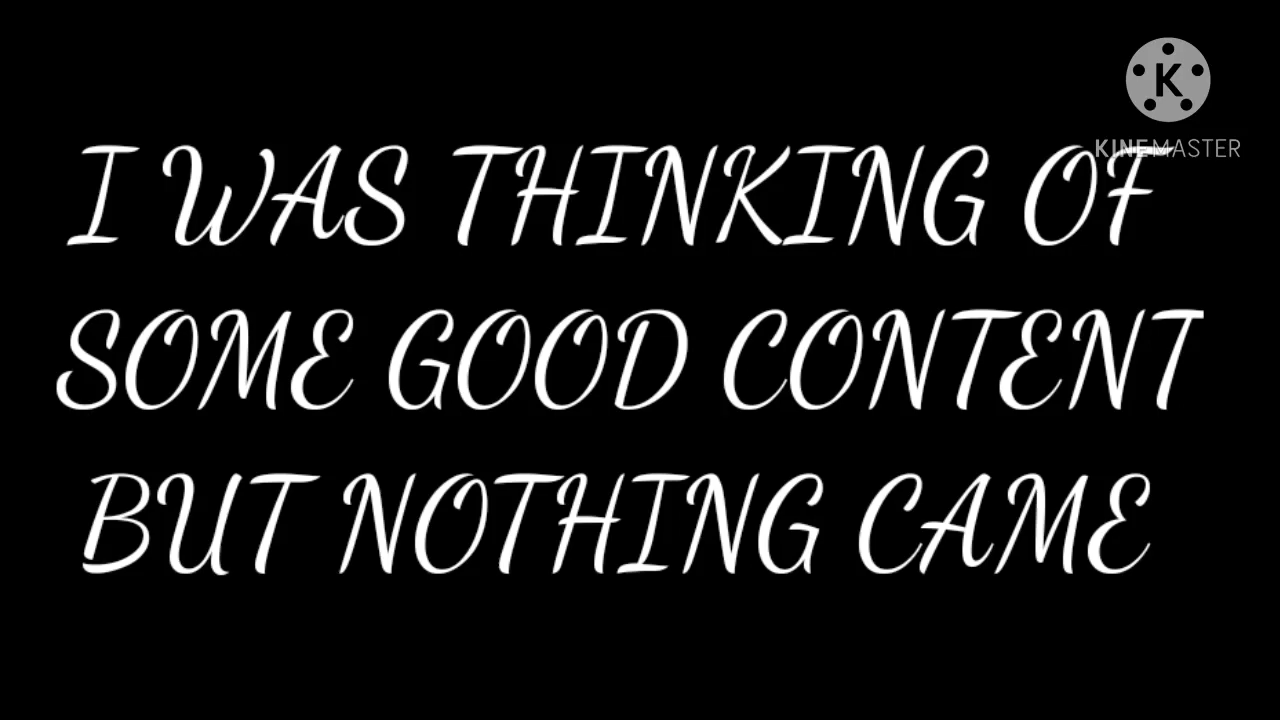 K
KINEMASTER
I WAS THINKING OF
SOME GOOD CONTENT
BUT NOTHING CAME